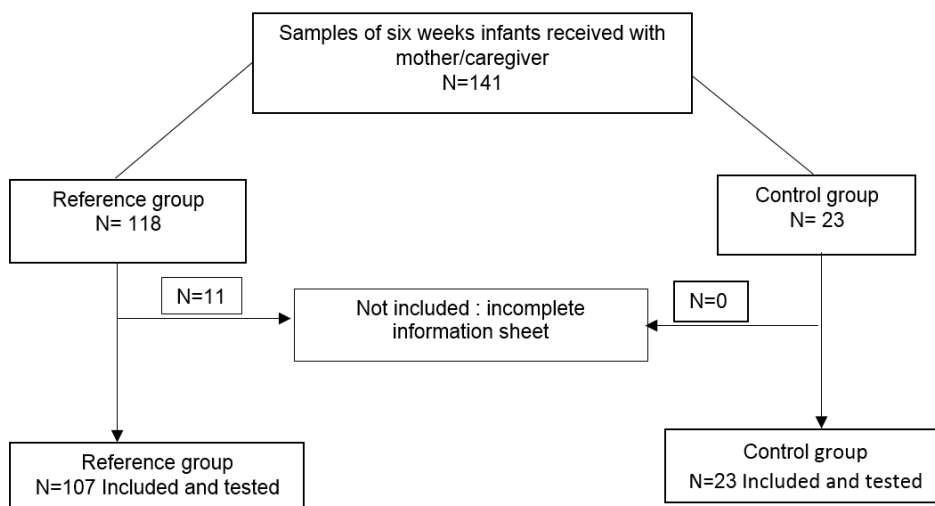 Samples of six weeks infants received with
mother/caregiver
N=141
Reference group
N= 118
Control group
N= 23
N=11
Not included : incomplete
information sheet
N=0
Reference group
N=107 Included and tested
Control group
N=23 Included and tested